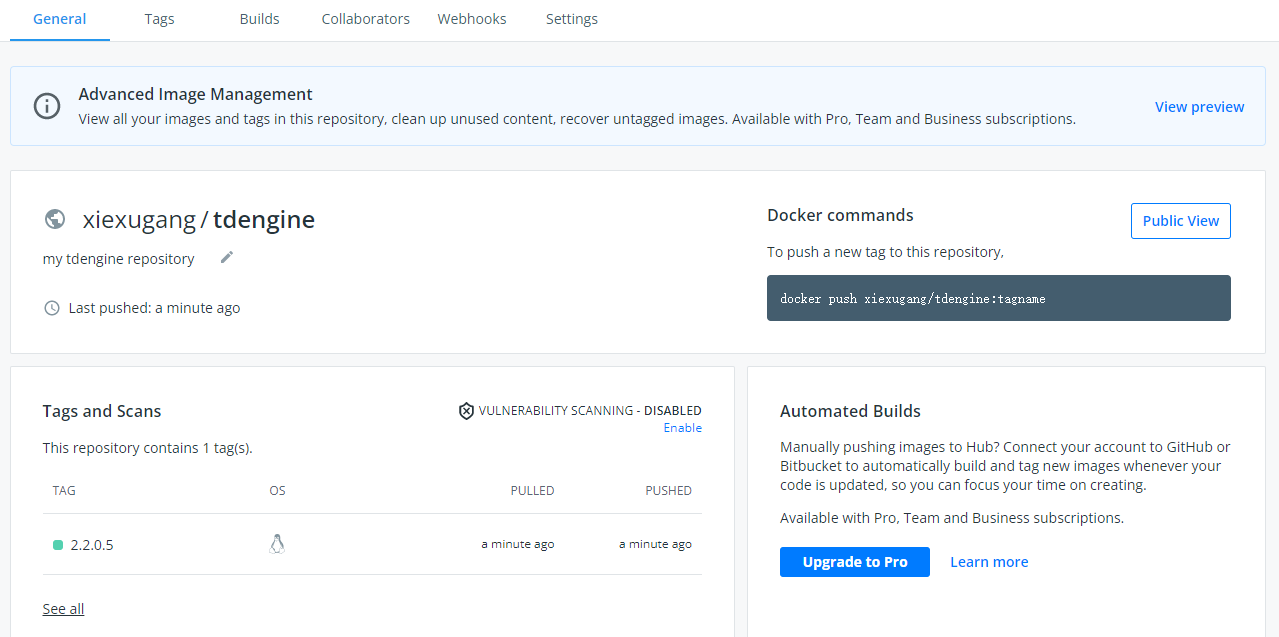 General Tags Builds Collaborators Webhooks Settings
Advanced Image Management
View all your images and tags in this repository, clean up unused content, recover untagged images. Available with Pro, Team and Business subscriptions.
View preview
xiexugang / tdengine
my tdengine repository
Last pushed: a minute ago
Docker commands
Public View
To push a new tag to this repository,
docker push xiexugang/tdengine:tagname
Tags and Scans
VULNERABILITY SCANNING - DISABLED
Enable
This repository contains 1 tag(s).
TAG OS PULLED PUSHED
2.2.0.5 a minute ago a minute ago
See all
Automated Builds
Manually pushing images to Hub? Connect your account to GitHub or
Bitbucket to automatically build and tag new images whenever your
code is updated, so you can focus your time on creating.
Available with Pro, Team and Business subscriptions.
Upgrade to Pro Learn more